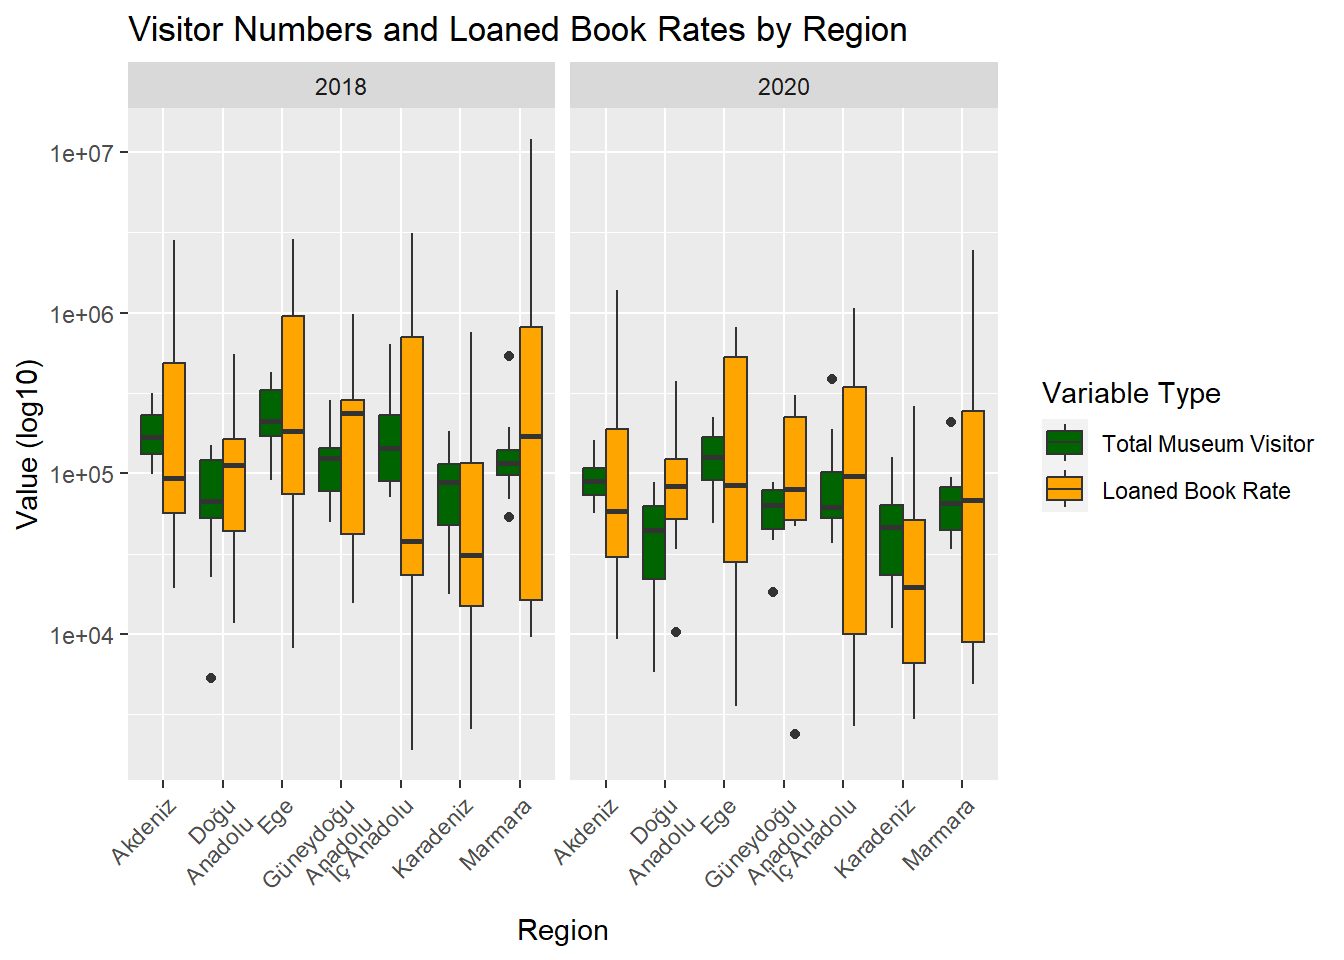 Visitor Numbers and Loaned Book Rates by Region
2018
2020
Value (log10)
1e+07
1e+06
1e+05
1e+04
Akdeniz
Doğu
Anadolu
Ege
Güneydoğu
Anadolu
İç Anadolu
Karadeniz
Marmara
Akdeniz
Doğu
Anadolu
Ege
Güneydoğu
Anadolu
İç Anadolu
Karadeniz
Marmara
Region
Variable Type
Total Museum Visitor
Loaned Book Rate